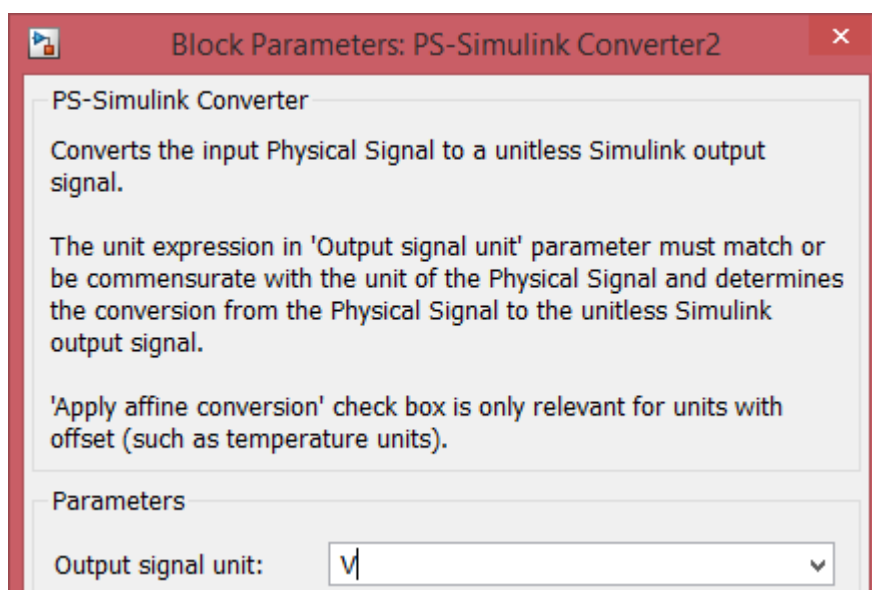 Block Parameters: PS-Simulink Converter2
PS-Simulink Converter
Converts the input Physical Signal to a unitless Simulink output
signal.
The unit expression in 'Output signal unit' parameter must match or
be commensurate with the unit of the Physical Signal and determines
the conversion from the Physical Signal to the unitless Simulink
output signal.
'Apply affine conversion' check box is only relevant for units with
offset (such as temperature units).
Parameters
Output signal unit: V